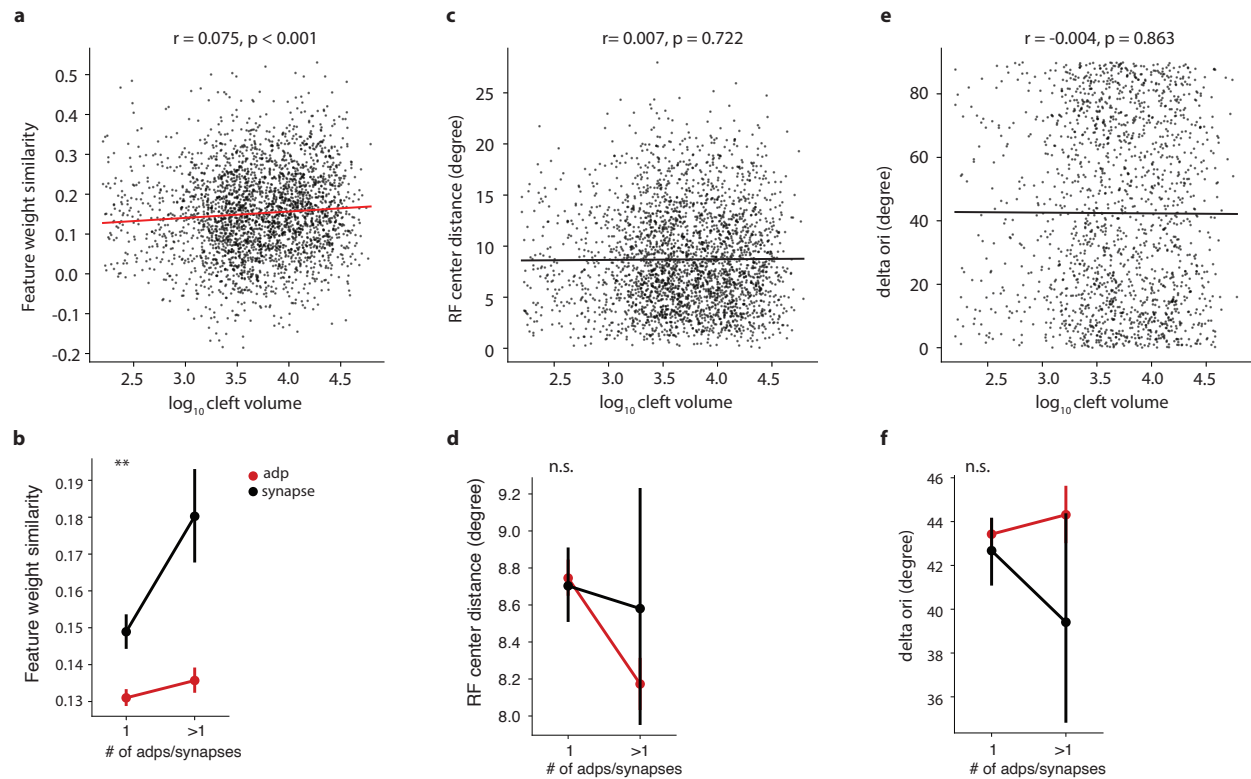 a
r = 0.075, p < 0.001
Feature weight similarity
0.5
0.4
0.3
0.2
0.1
0.0
-0.1
-0.2
2.5 3.0 3.5 4.0 4.5
log10 cleft volume
c
r= 0.007, p = 0.722
RF center distance (degree)
25
20
15
10
5
0
2.5 3.0 3.5 4.0 4.5
log10 cleft volume
e
r = -0.004, p = 0.863
delta ori (degree)
80
60
40
20
0
2.5 3.0 3.5 4.0 4.5
log10 cleft volume
b
**
Feature weight similarity
0.19
0.18
0.17
0.16
0.15
0.14
0.13
1 >1
# of adps/synapses
adp
synapse
d
n.s.
RF center distance (degree)
9.2
9.0
8.8
8.6
8.4
8.2
8.0
1 >1
# of adps/synapses
f
n.s.
delta ori (degree)
46
44
42
40
38
36
1 >1
# of adps/synapses